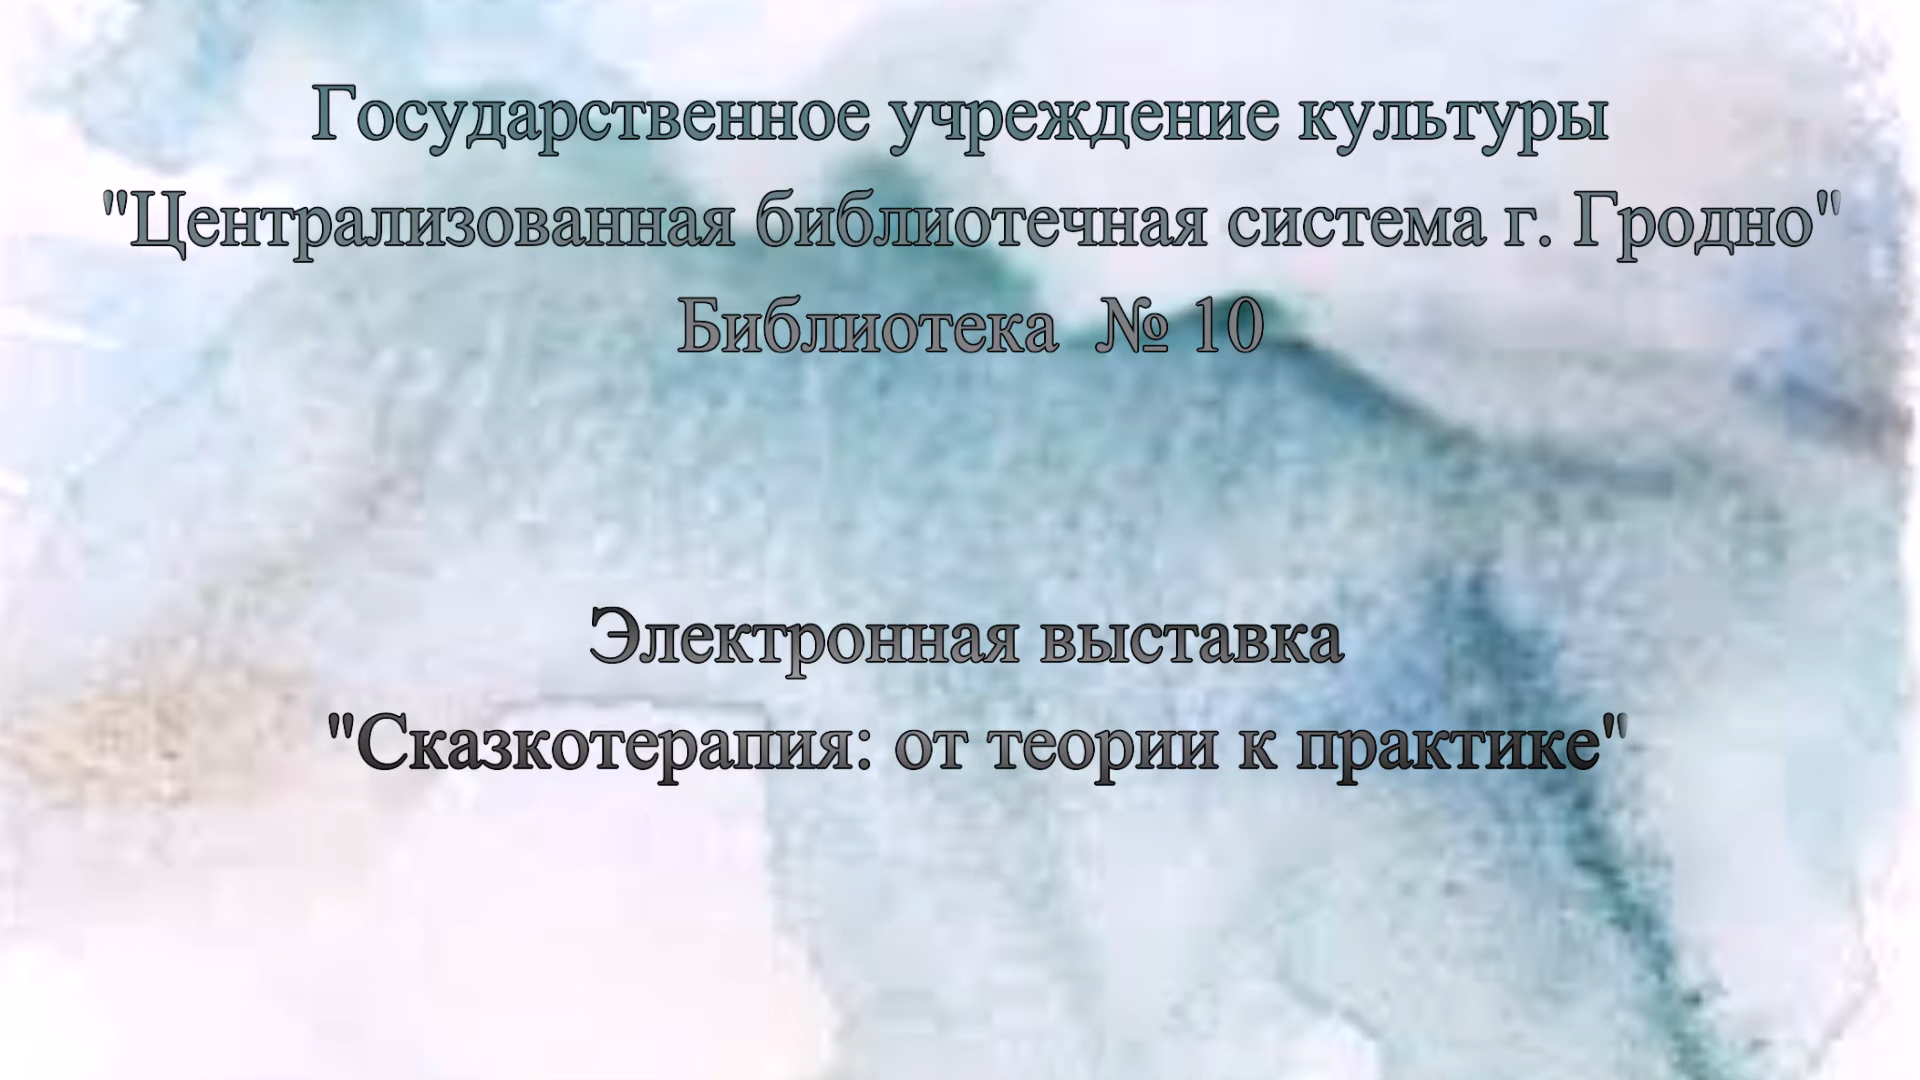 Государственное учреждение культуры
"Централизованная библиотечная система г. Гродно"
Библиотека № 10
Электронная выставка
"Сказкотерапия: от теории к практике"